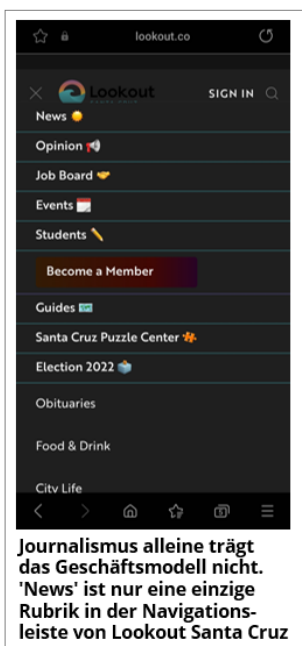 lookout.co
Lookout
SIGN IN
News
Opinion
Job Board
Events
Students
Become a Member
Guides
Santa Cruz Puzzle Center
Election 2022
Obituaries
Food & Drink
City Life
Journalismus alleine trägt
das Geschäftsmodell nicht.
'News' ist nur eine einzige
Rubrik in der Navigations-
leiste von Lookout Santa Cruz